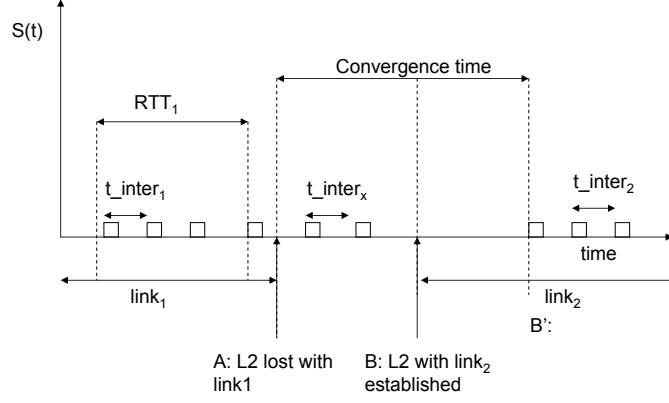 S(t)
Convergence time
RTT₁
t_inter₁
t_interₓ
t_inter₂
time
link₁
link₂
B’:
A: L2 lost with
link1
B: L2 with link₂
established